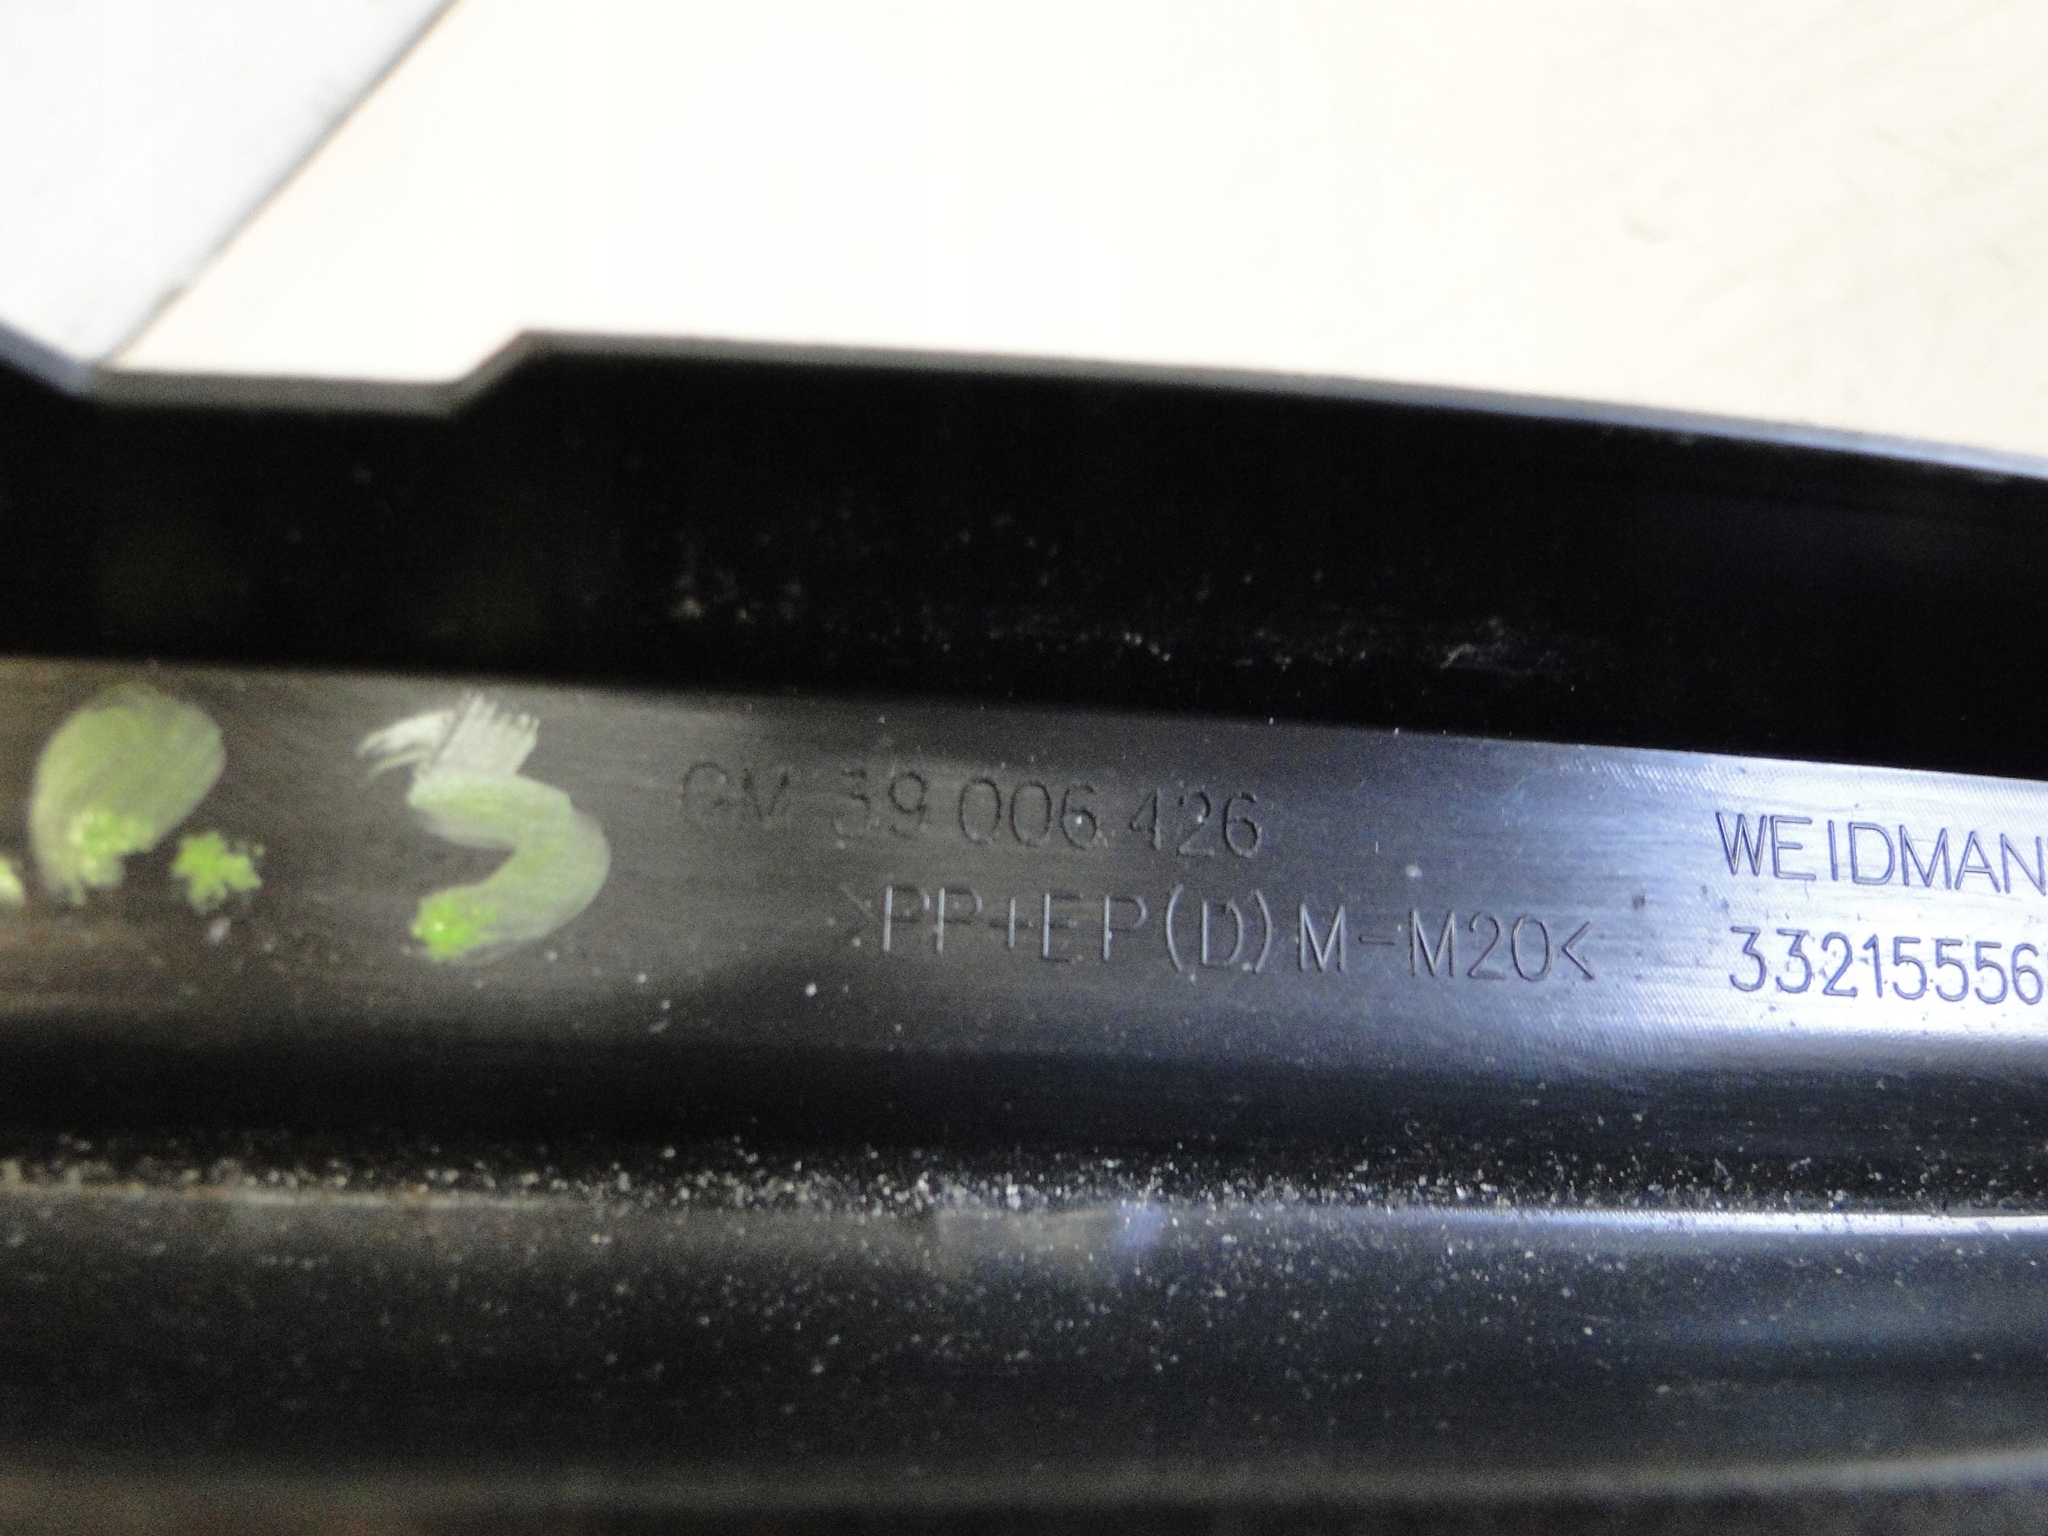 GM 39 006 426
>PP+EP(D)M-M20<
WEIDMAN
33215556